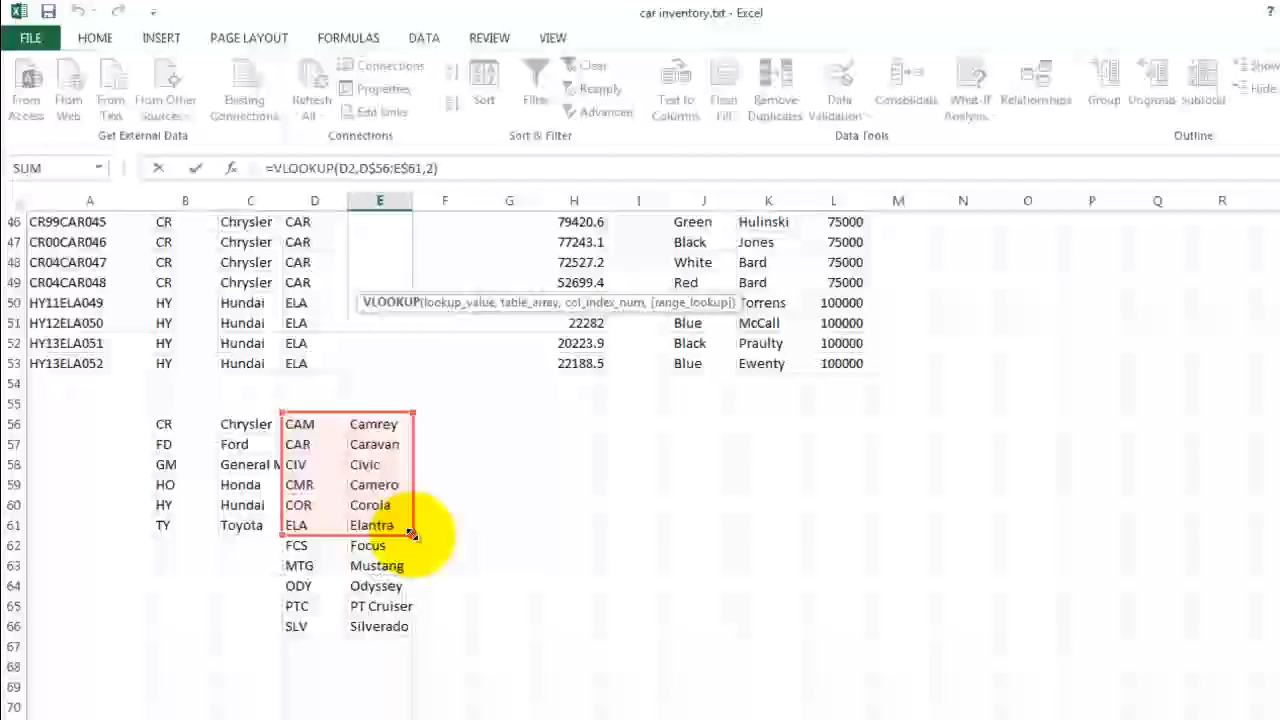 car inventory.txt - Excel
?
FILE HOME INSERT PAGE LAYOUT FORMULAS DATA REVIEW VIEW
From Access
From Web
From Text
From Other Sources
Existing Connections
Refresh All
Connections
Properties
Edit links
Sort
Filter
Clear
Reapply
Advanced
Text to Columns
Flash Fill
Remove Duplicates
Data Validation
Consolidate
What-If Analysis
Relationships
Group
Ungroup
Subtotal
Show
Hide
Get External Data Connections Sort & Filter Data Tools Outline
SUM fx =VLOOKUP(D2,D$56:E$61,2)
A B C D E F G H I J K L M N O P Q R
46 CR99CAR045 CR Chrysler CAR 79420.6 Green Hulinski 75000
47 CR00CAR046 CR Chrysler CAR 77243.1 Black Jones 75000
48 CR04CAR047 CR Chrysler CAR 72527.2 White Bard 75000
49 CR04CAR048 CR Chrysler CAR 52699.4 Red Bard 75000
VLOOKUP(lookup_value, table_array, col_index_num, [range_lookup])
50 HY11ELA049 HY Hundai ELA Torrens 100000
51 HY12ELA050 HY Hundai ELA 22282 Blue McCall 100000
52 HY13ELA051 HY Hundai ELA 20223.9 Black Praulty 100000
53 HY13ELA052 HY Hundai ELA 22188.5 Blue Ewenty 100000
54
55
56 CR Chrysler CAM Camrey
57 FD Ford CAR Caravan
58 GM General M CIV Civic
59 HO Honda CMR Camero
60 HY Hundai COR Corola
61 TY Toyota ELA Elantra
62 FCS Focus
63 MTG Mustang
64 ODY Odyssey
65 PTC PT Cruiser
66 SLV Silverado
67
68
69
70